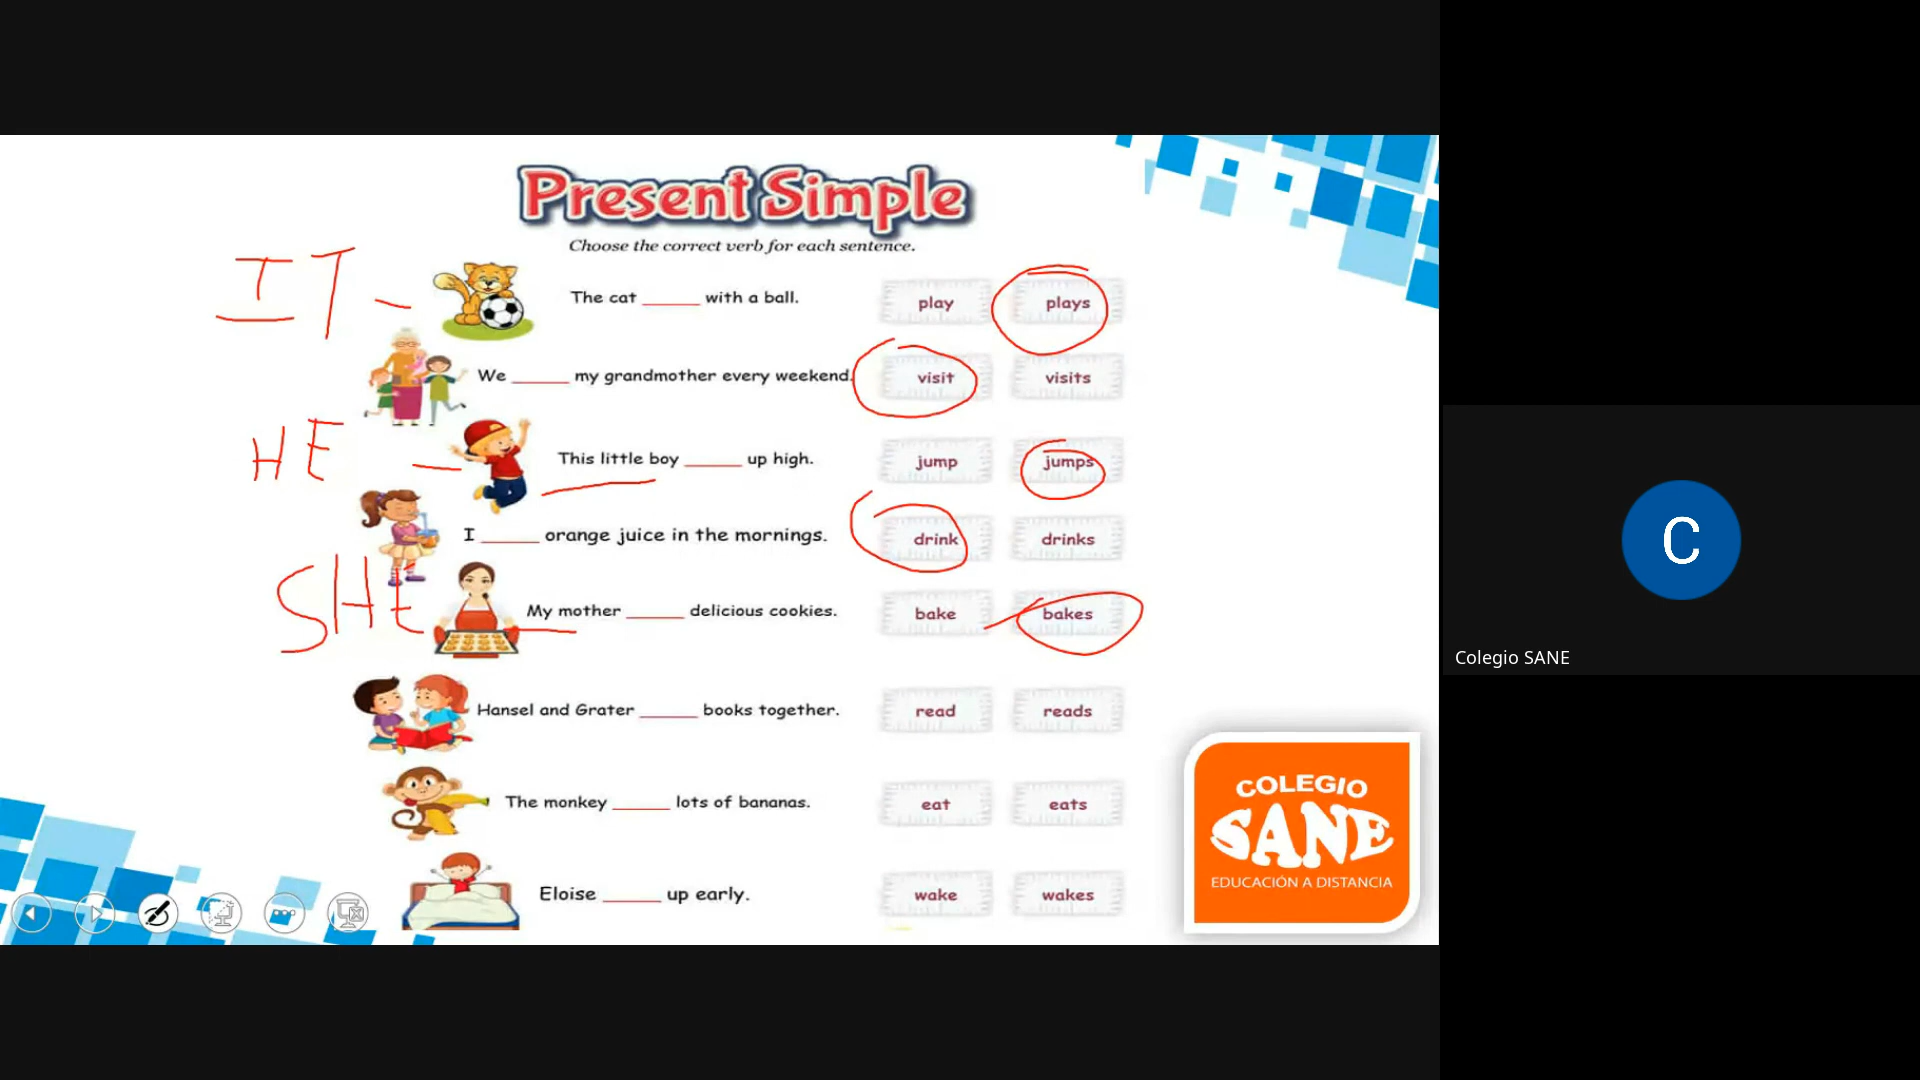 Present Simple
Choose the correct verb for each sentence.
IT -
The cat _____ with a ball. play plays
We _____ my grandmother every weekend. visit visits
HE -
This little boy _____ up high. jump jumps
I _____ orange juice in the mornings. drink drinks
SHE
My mother _____ delicious cookies. bake bakes
Hansel and Grater _____ books together. read reads
The monkey _____ lots of bananas. eat eats
Eloise _____ up early. wake wakes
COLEGIO
SANE
EDUCACIÓN A DISTANCIA
C
Colegio SANE